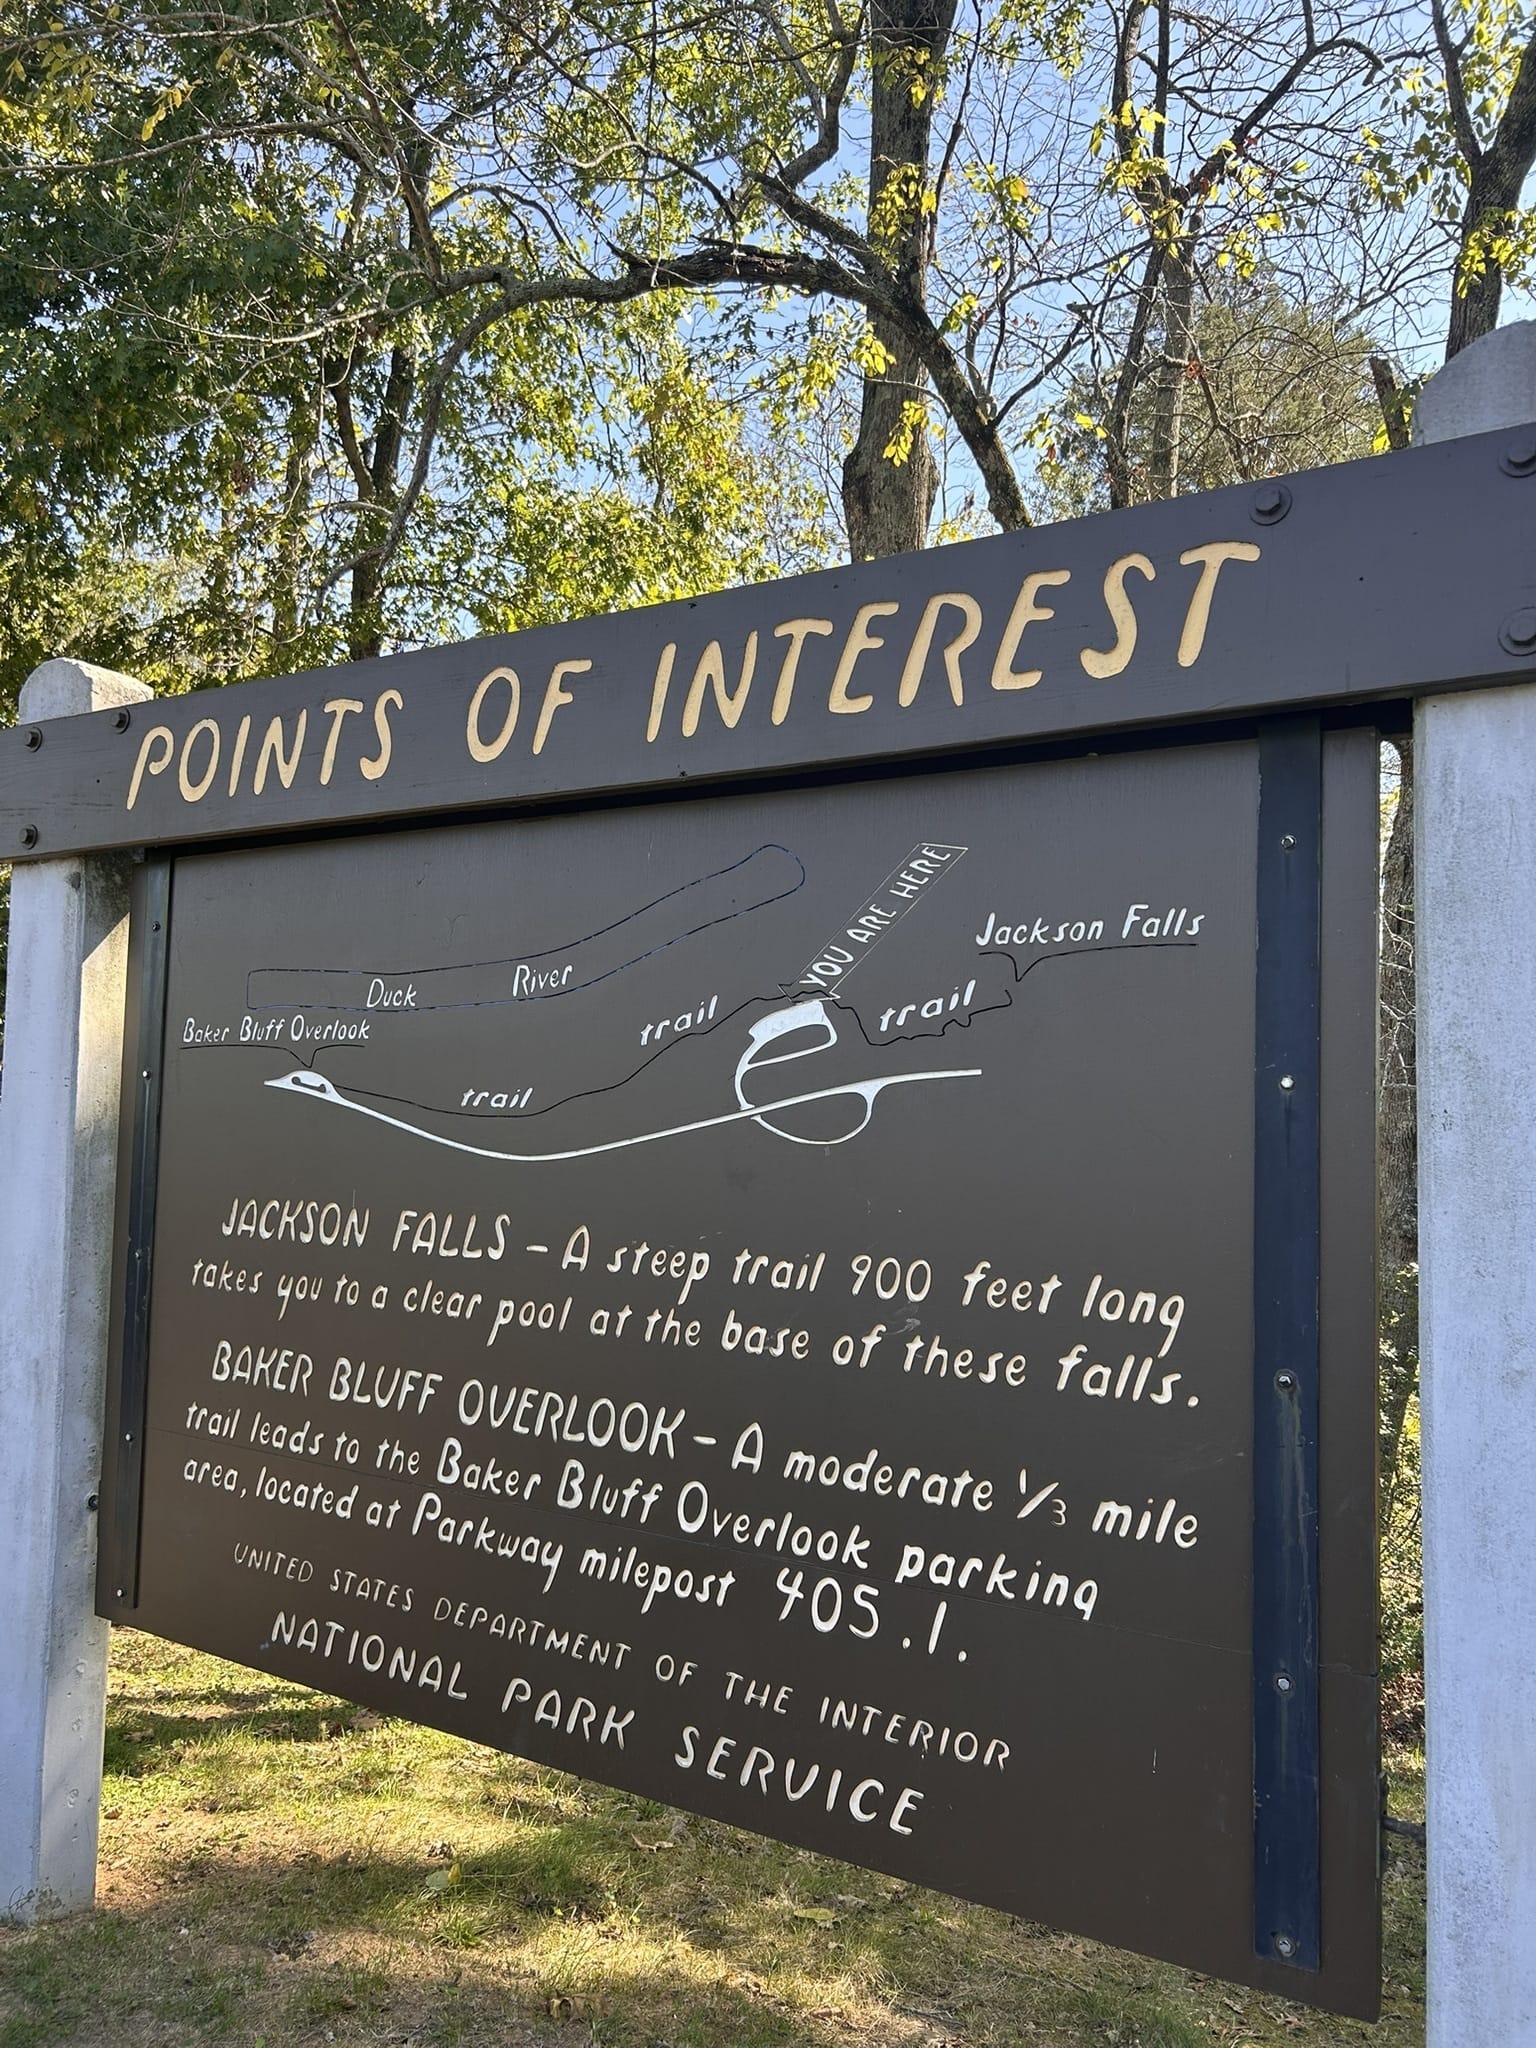 POINTS OF INTEREST
YOU ARE HERE
Jackson Falls
Duck River
trail
trail
Baker Bluff Overlook
trail
JACKSON FALLS – A steep trail 900 feet long
takes you to a clear pool at the base of these falls.
BAKER BLUFF OVERLOOK – A moderate 1/3 mile
trail leads to the Baker Bluff Overlook parking
area, located at Parkway milepost 405.1.
UNITED STATES DEPARTMENT OF THE INTERIOR
NATIONAL PARK SERVICE